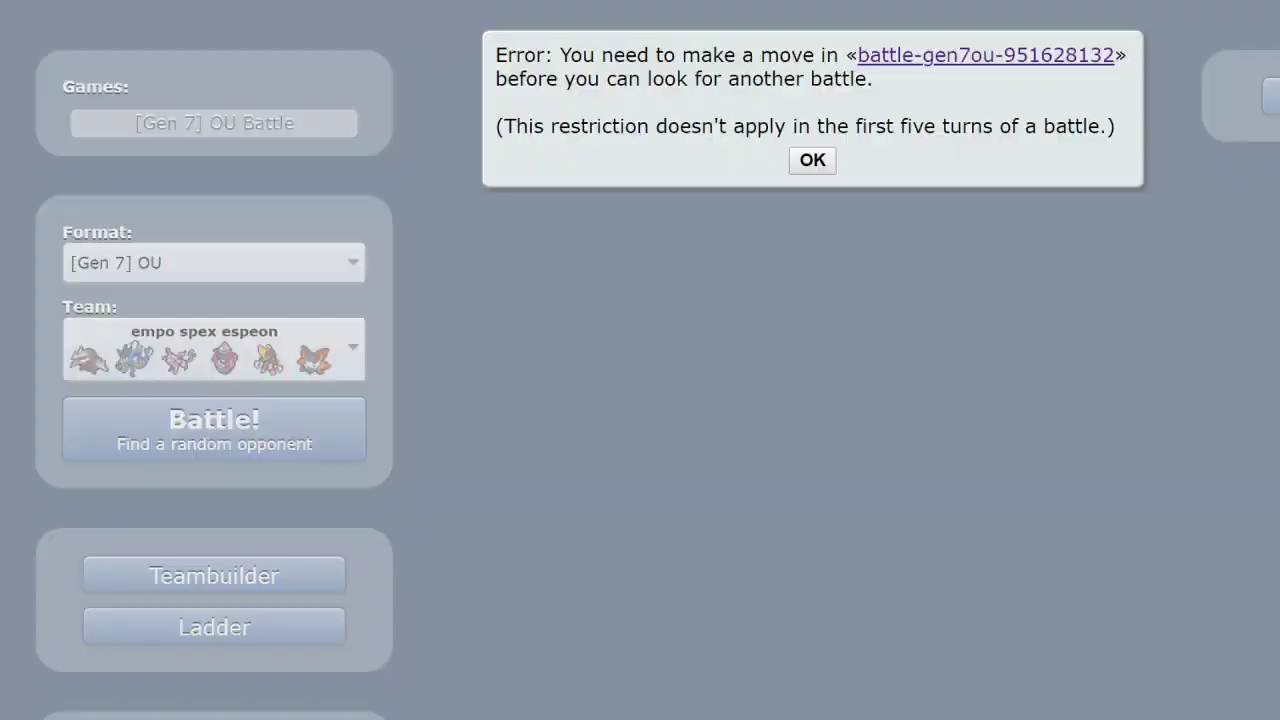 Error: You need to make a move in «battle-gen7ou-951628132»
before you can look for another battle.
(This restriction doesn't apply in the first five turns of a battle.)
OK
Games:
[Gen 7] OU Battle
Format:
[Gen 7] OU
Team:
empo spex espeon
Battle!
Find a random opponent
Teambuilder
Ladder